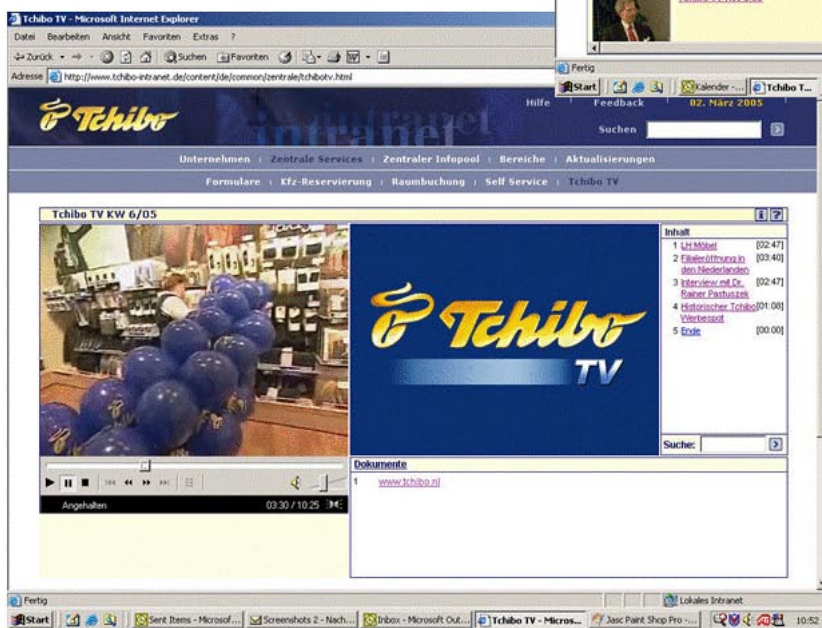 Tchibo TV - Microsoft Internet Explorer
Datei Bearbeiten Ansicht Favoriten Extras ?
Zurück Suchen Favoriten
Adresse http://www.tchibo-intranet.de/content/de/common/zentrale/tchibotv.html
Fertig
Start Kalender -... Tchibo T...
Tchibo
intranet
Hilfe Feedback 02. März 2005
Suchen
Unternehmen Zentrale Services Zentraler Infopool Bereiche Aktualisierungen
Formulare Kfz-Reservierung Raumbuchung Self Service Tchibo TV
Tchibo TV KW 6/05
Tchibo
TV
Inhalt
1 LH Möbel [02:47]
2 Filialeröffnung in [03:40]
den Niederlanden
3 Interview mit Dr. [02:47]
Rainer Pastuszek
4 Historischer Tchibo [01:08]
Werbespot
5 Ende [00:00]
Suche:
Angehalten 03:30 / 10:25
Dokumente
1 www.tchibo.nl
Fertig Lokales Intranet
Start Sent Items - Microsof... Screenshots 2 - Nach... Inbox - Microsoft Out... Tchibo TV - Micros... Jasc Paint Shop Pro -... 10:52